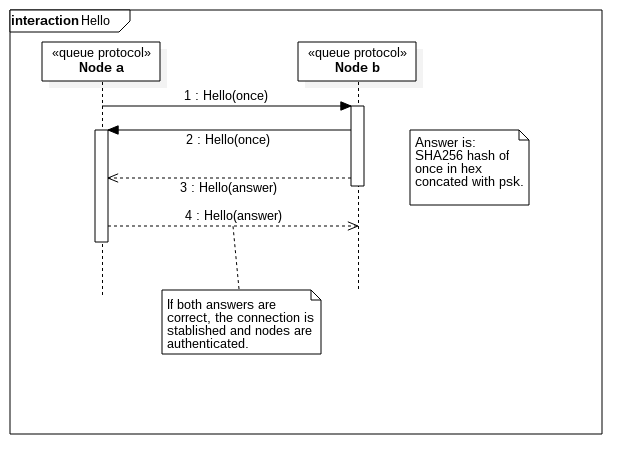 interaction Hello
«queue protocol»
Node a
«queue protocol»
Node b
1 : Hello(once)
2 : Hello(once)
3 : Hello(answer)
4 : Hello(answer)
Answer is:
SHA256 hash of
once in hex
concated with psk.
If both answers are
correct, the connection is
stablished and nodes are
authenticated.